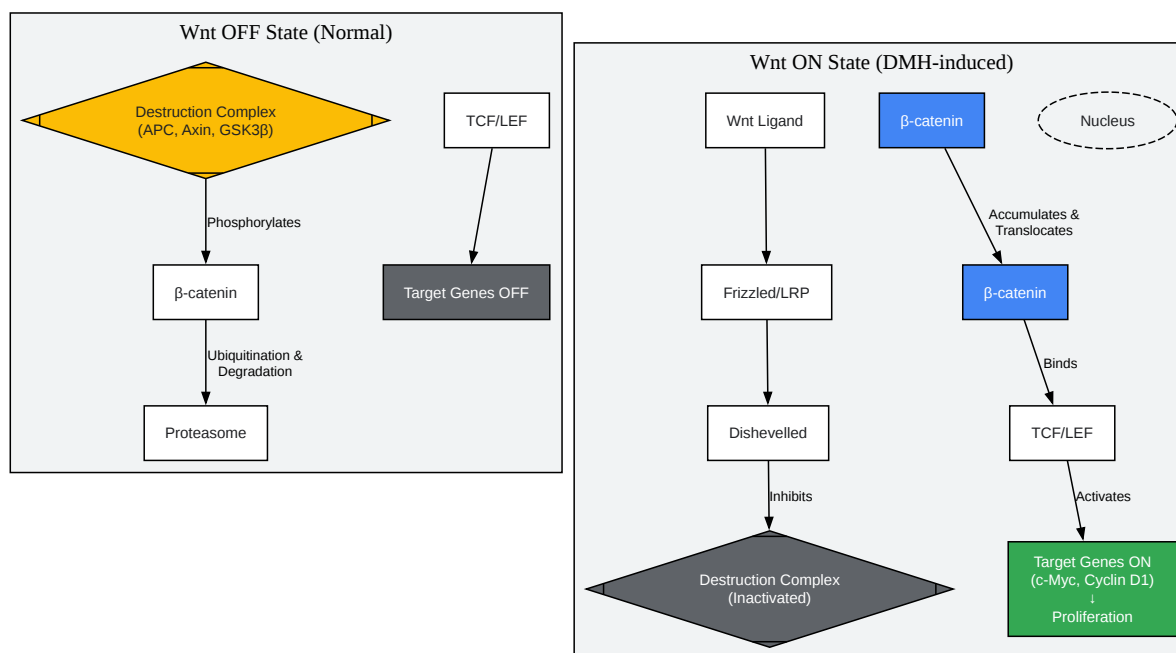 Wnt OFF State (Normal)
Destruction Complex
(APC, Axin, GSK3β)
TCF/LEF
Phosphorylates
β-catenin
Target Genes OFF
Ubiquitination &
Degradation
Proteasome
Wnt ON State (DMH-induced)
Wnt Ligand
β-catenin
Nucleus
Accumulates &
Translocates
Frizzled/LRP
β-catenin
Binds
Dishevelled
TCF/LEF
Inhibits
Activates
Destruction Complex
(Inactivated)
Target Genes ON
(c-Myc, Cyclin D1)
↓
Proliferation